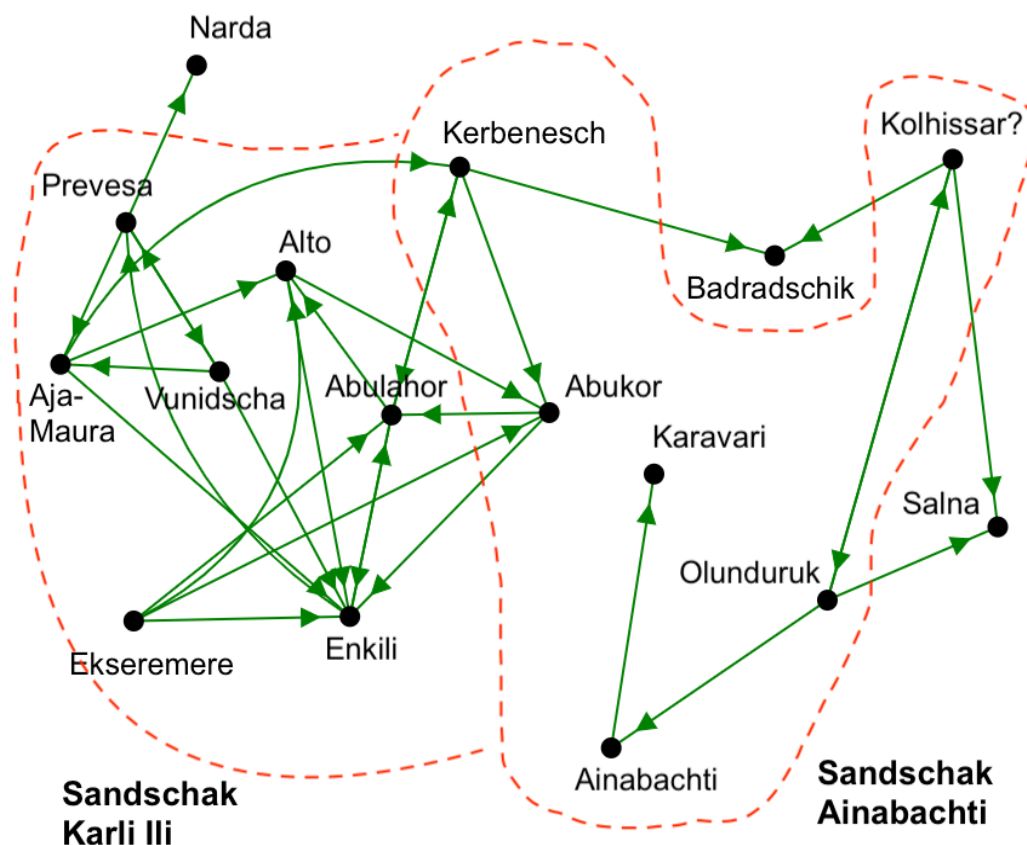 Narda
Kerbenesch
Kolhissar?
Prevesa
Alto
Badradschik
Aja-
Maura
Vunidscha
Abulahor
Abukor
Karavari
Salna
Olunduruk
Ekseremere
Enkili
Ainabachti
Sandschak
Karli Ili
Sandschak
Ainabachti